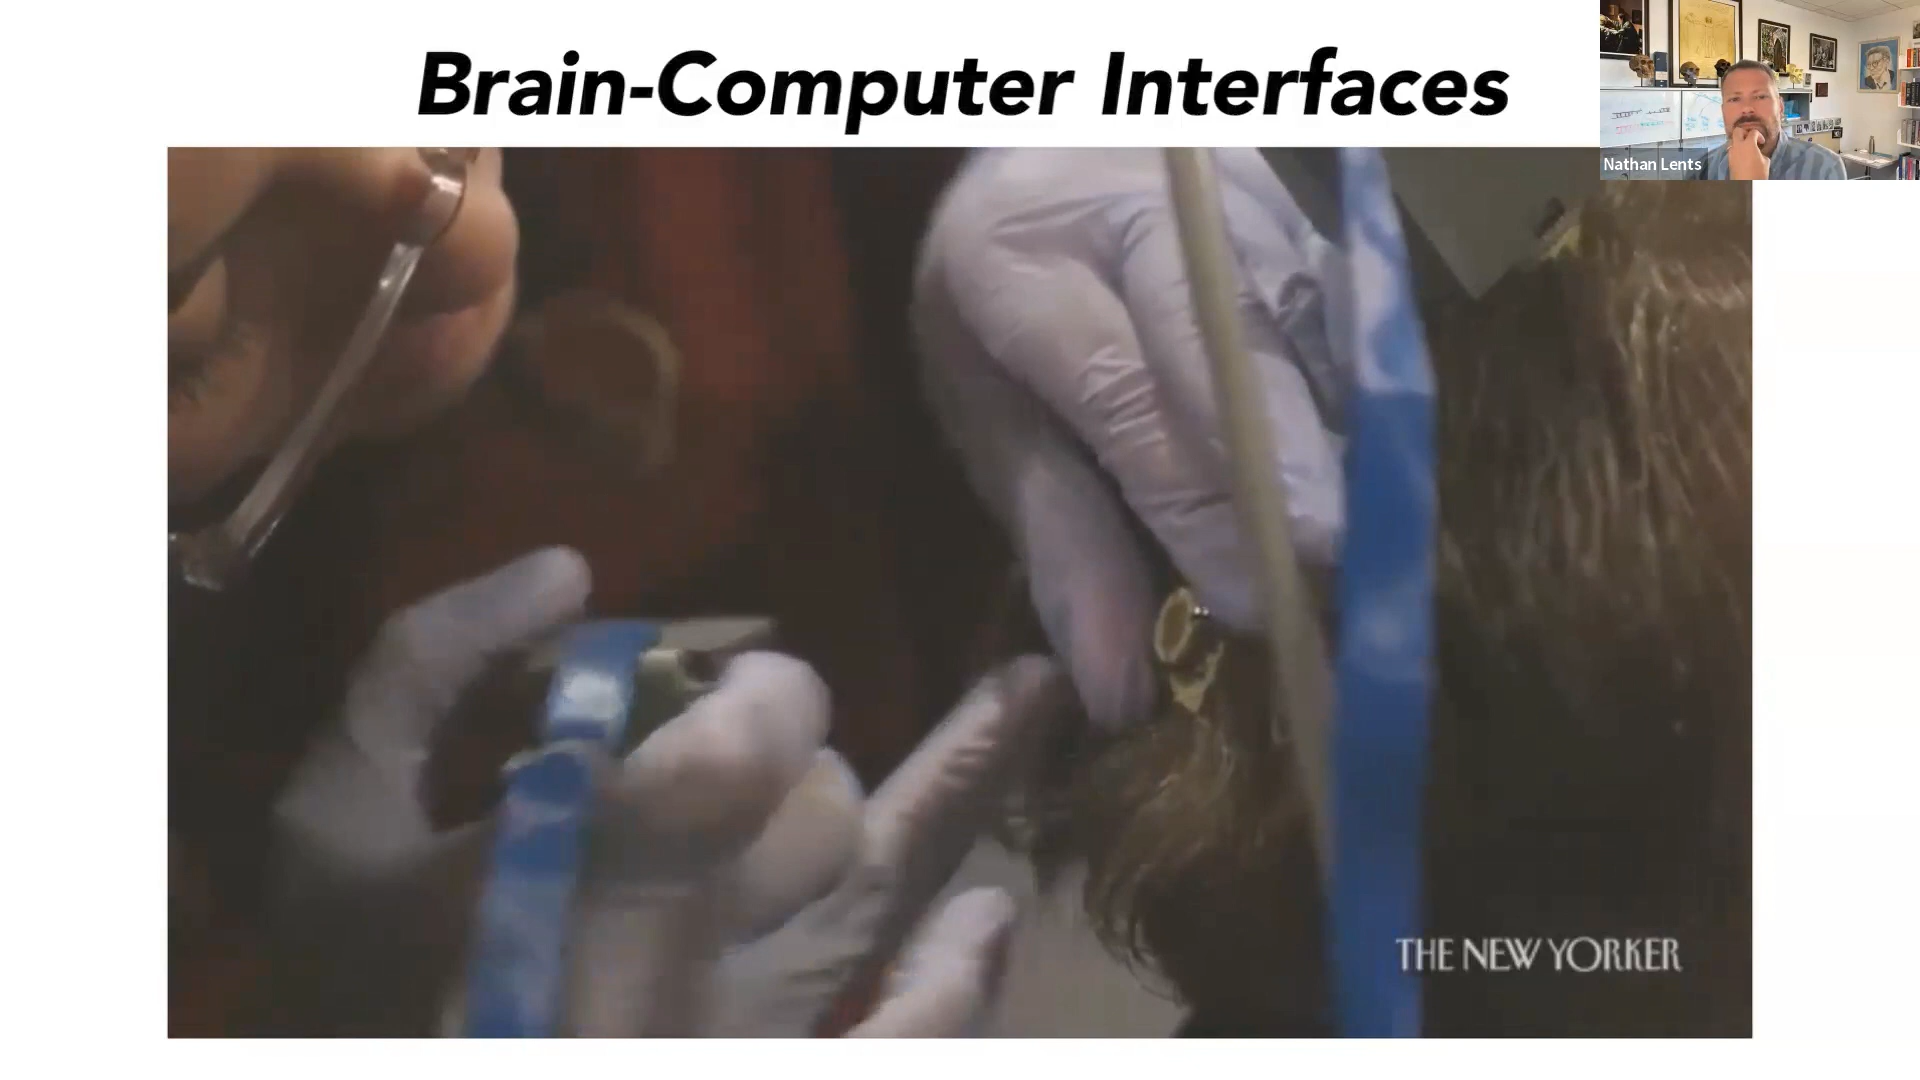 Brain-Computer Interfaces
Nathan Lents
THE NEW YORKER